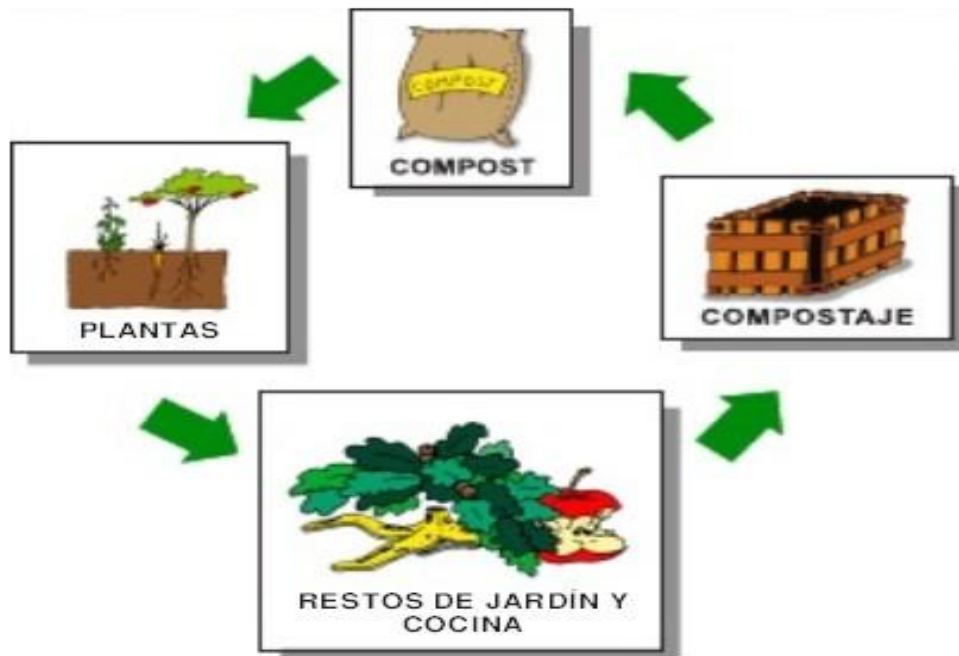 COMPOST
COMPOST
PLANTAS
COMPOSTAJE
RESTOS DE JARDÍN Y
COCINA